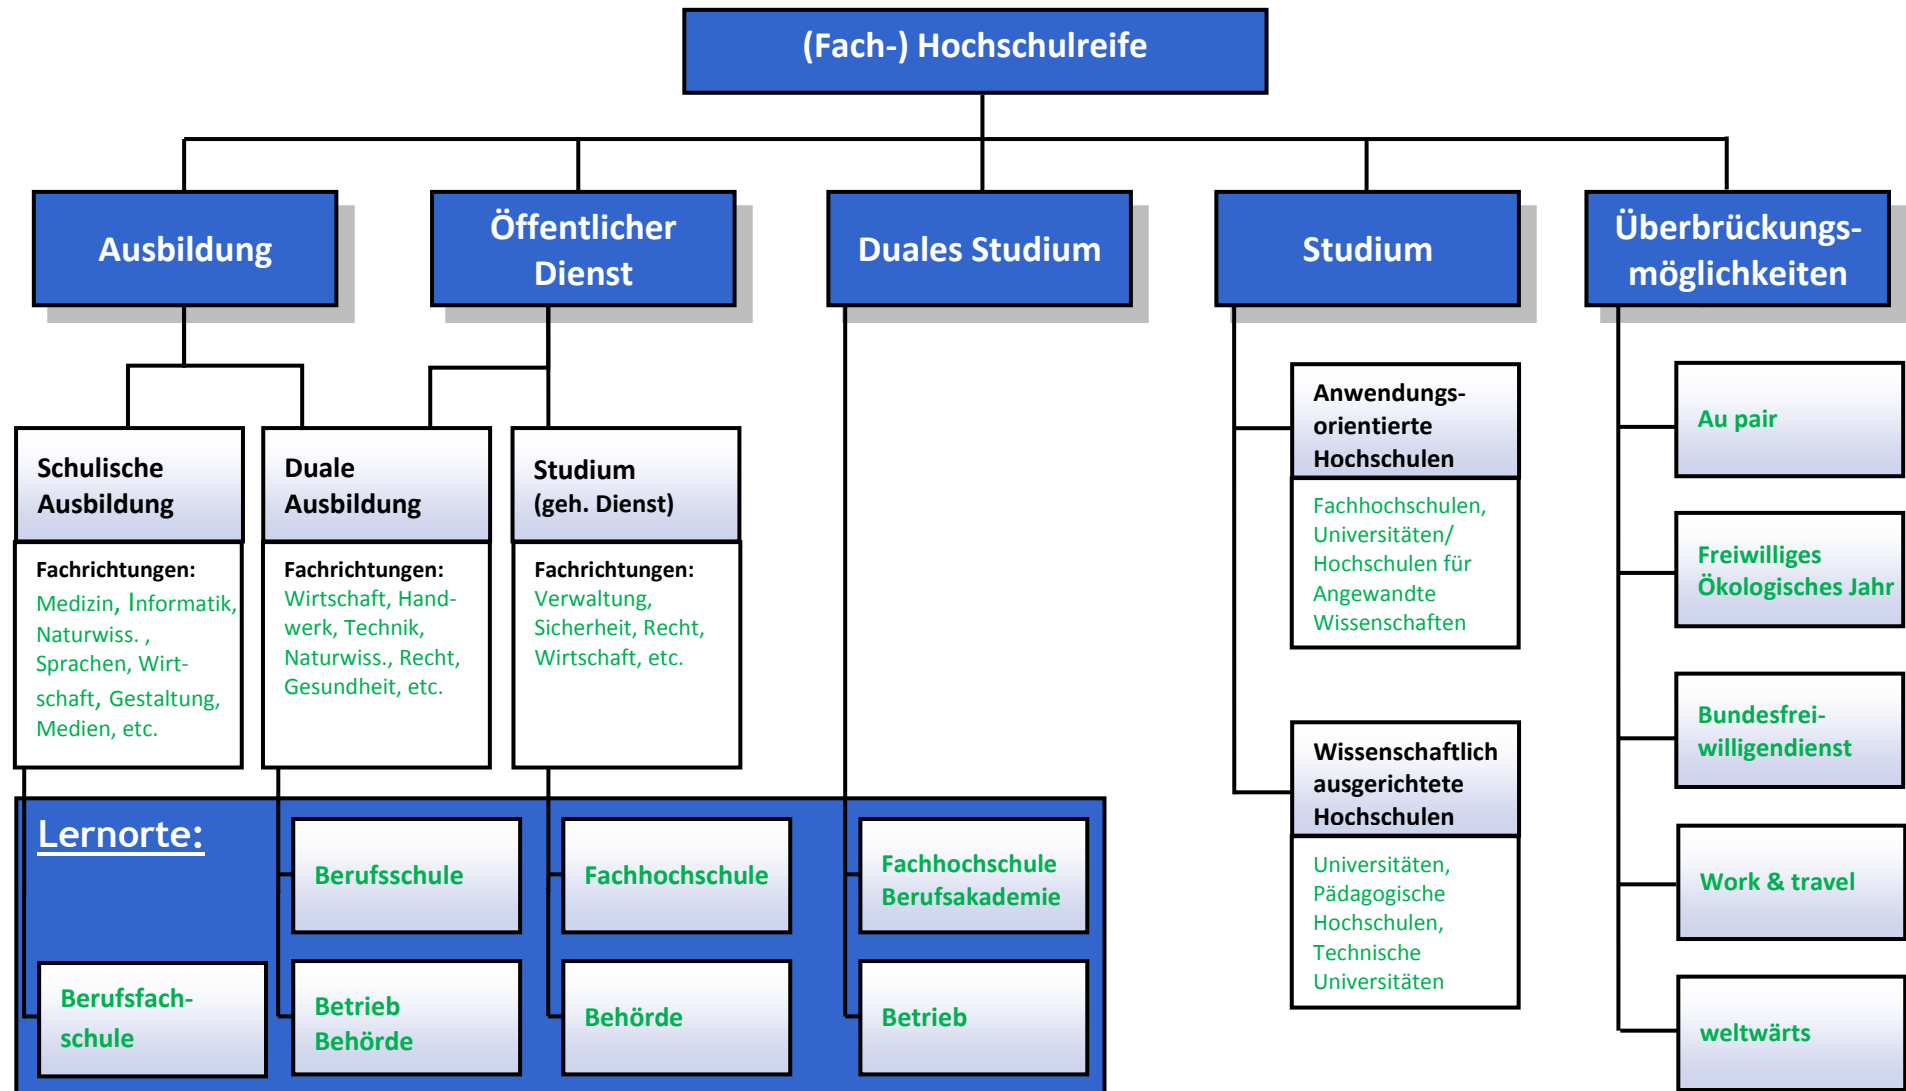 (Fach-) Hochschulreife
Ausbildung
Öffentlicher
Dienst
Duales Studium
Studium
Überbrückungs-
möglichkeiten
Schulische
Ausbildung
Fachrichtungen:
Medizin, Informatik,
Naturwiss. ,
Sprachen, Wirt-
schaft, Gestaltung,
Medien, etc.
Duale
Ausbildung
Fachrichtungen:
Wirtschaft, Hand-
werk, Technik,
Naturwiss., Recht,
Gesundheit, etc.
Studium
(geh. Dienst)
Fachrichtungen:
Verwaltung,
Sicherheit, Recht,
Wirtschaft, etc.
Anwendungs-
orientierte
Hochschulen
Fachhochschulen,
Universitäten/
Hochschulen für
Angewandte
Wissenschaften
Wissenschaftlich
ausgerichtete
Hochschulen
Universitäten,
Pädagogische
Hochschulen,
Technische
Universitäten
Au pair
Freiwilliges
Ökologisches Jahr
Bundesfrei-
willigendienst
Work & travel
weltwärts
Lernorte:
Berufsfach-
schule
Berufsschule
Betrieb
Behörde
Fachhochschule
Behörde
Fachhochschule
Berufsakademie
Betrieb